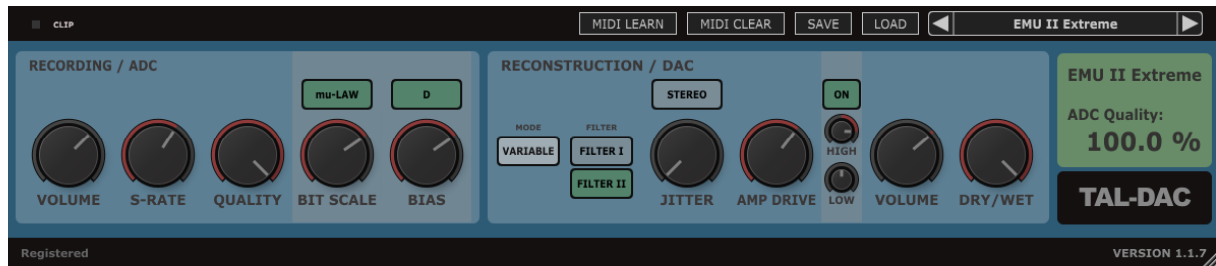 CLIP
MIDI LEARN MIDI CLEAR SAVE LOAD EMU II Extreme
RECORDING / ADC
mu-LAW D
VOLUME S-RATE QUALITY BIT SCALE BIAS
RECONSTRUCTION / DAC
STEREO ON
MODE FILTER
VARIABLE FILTER I
FILTER II
HIGH
JITTER AMP DRIVE LOW VOLUME DRY/WET
EMU II Extreme
ADC Quality:
100.0 %
TAL-DAC
Registered
VERSION 1.1.7